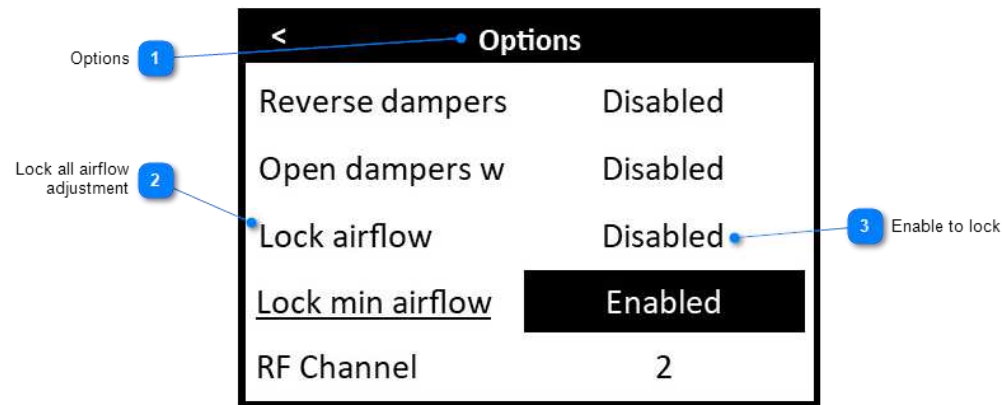 < Options
Options 1
Reverse dampers Disabled
Open dampers w Disabled
Lock all airflow
adjustment 2
Lock airflow Disabled
3 Enable to lock
Lock min airflow Enabled
RF Channel 2